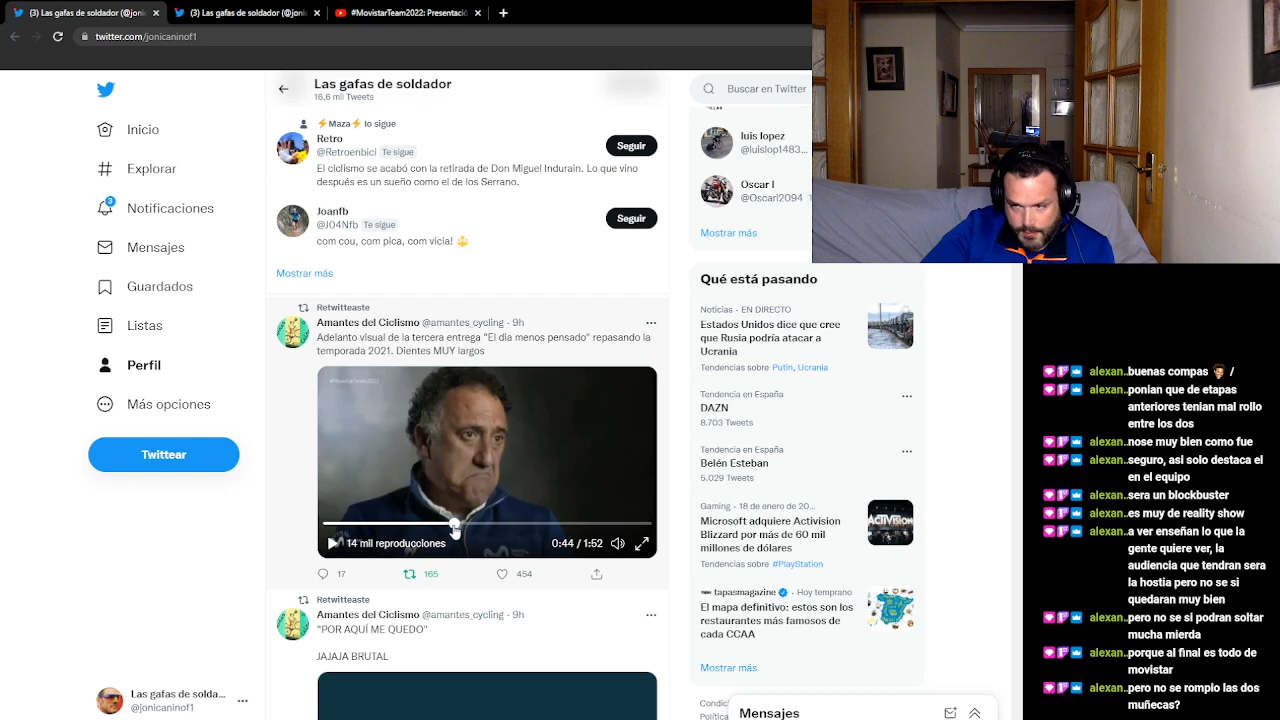 (3) Las gafas de soldador (@jonic
(3) Las gafas de soldador (@jonic
#MovistarTeam2022: Presentació
twitter.com/jonicaninof1
Las gafas de soldador
16,6 mil Tweets
Inicio
Explorar
3
Notificaciones
Mensajes
Guardados
Listas
Perfil
Más opciones
Twittear
Las gafas de solda...
@jonicaninof1
⚡Maza⚡ lo sigue
Retro
@Retroenbici Te sigue
Seguir
El ciclismo se acabó con la retirada de Don Miguel Indurain. Lo que vino
después es un sueño como el de los Serrano.
Joanfb
@J04Nfb Te sigue
Seguir
com cou, com pica, com vicia! 🔱
Mostrar más
Retwitteaste
Amantes del Ciclismo @amantes_cycling · 9h
Adelanto visual de la tercera entrega "El día menos pensado" repasando la
temporada 2021. Dientes MUY largos
#MovistarTeam2022
14 mil reproducciones
0:44 / 1:52
17 165 454
Retwitteaste
Amantes del Ciclismo @amantes_cycling · 9h
"POR AQUÍ ME QUEDO"
JAJAJA BRUTAL
Buscar en Twitter
luis lopez
@luislop1483...
Oscar l
@Oscarl2094
Mostrar más
Qué está pasando
Noticias · EN DIRECTO
Estados Unidos dice que cree
que Rusia podría atacar a
Ucrania
Tendencias sobre Putin, Ucrania
Tendencia en España
DAZN
8.703 Tweets
Tendencia en España
Belén Esteban
5.029 Tweets
Gaming · 18 de enero de 20...
Microsoft adquiere Activision
Blizzard por más de 60 mil
millones de dólares
ACTIVISION
Tendencias sobre #PlayStation
tapasmagazine · Hoy temprano
El mapa definitivo: estos son los
restaurantes más famosos de
cada CCAA
Mostrar más
Condic
Política
Mensajes
alexan..buenas compas /
alexan..ponian que de etapas
anteriores tenian mal rollo
entre los dos
alexan..nose muy bien como fue
alexan..seguro, asi solo destaca el
en el equipo
alexan..sera un blockbuster
alexan..es muy de reality show
alexan..a ver enseñan lo que la
gente quiere ver, la
audiencia que tendran sera
la hostia pero no se si
quedaran muy bien
alexan..pero no se si podran soltar
mucha mierda
alexan..porque al final es todo de
movistar
alexan..pero no se rompio las dos
muñecas?